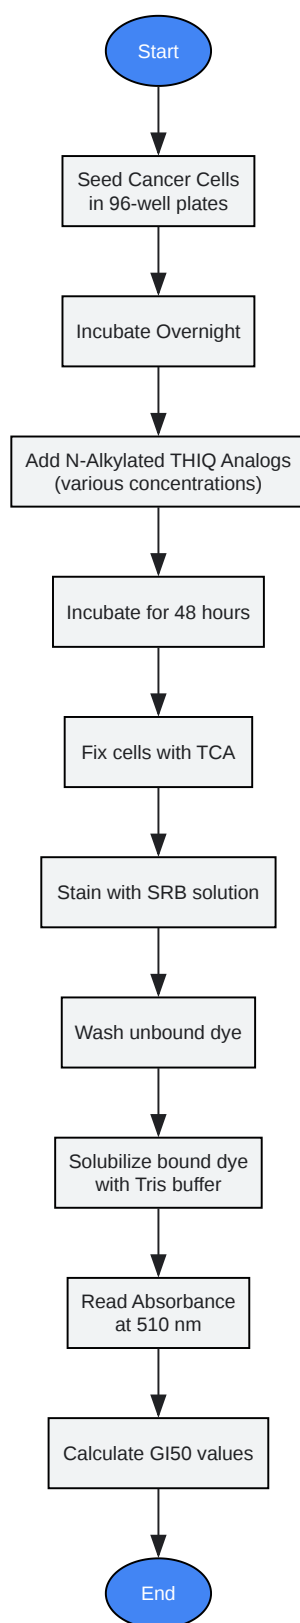 Start
Seed Cancer Cells
in 96-well plates
Incubate Overnight
Add N-Alkylated THIQ Analogs
(various concentrations)
Incubate for 48 hours
Fix cells with TCA
Stain with SRB solution
Wash unbound dye
Solubilize bound dye
with Tris buffer
Read Absorbance
at 510 nm
Calculate GI50 values
End